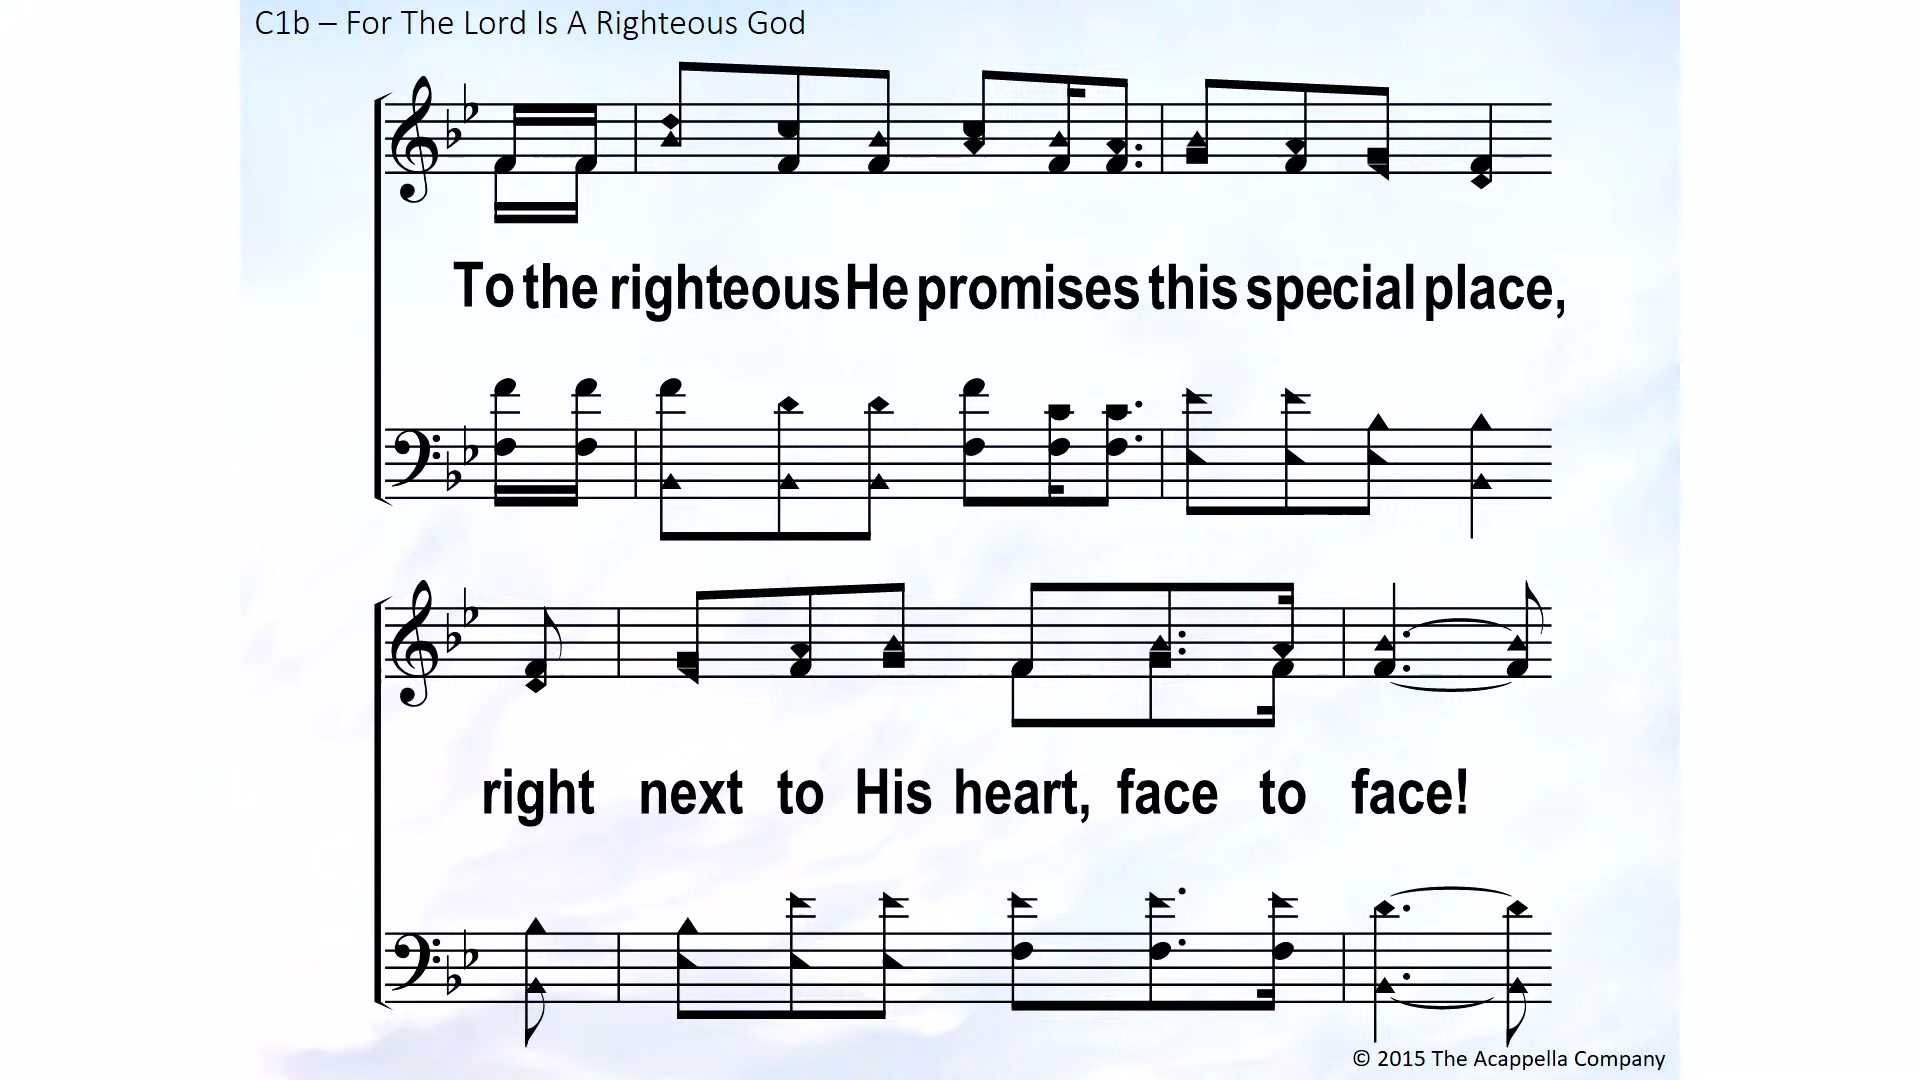 C1b – For The Lord Is A Righteous God
To the righteous He promises this special place,
right next to His heart, face to face!
© 2015 The Acappella Company